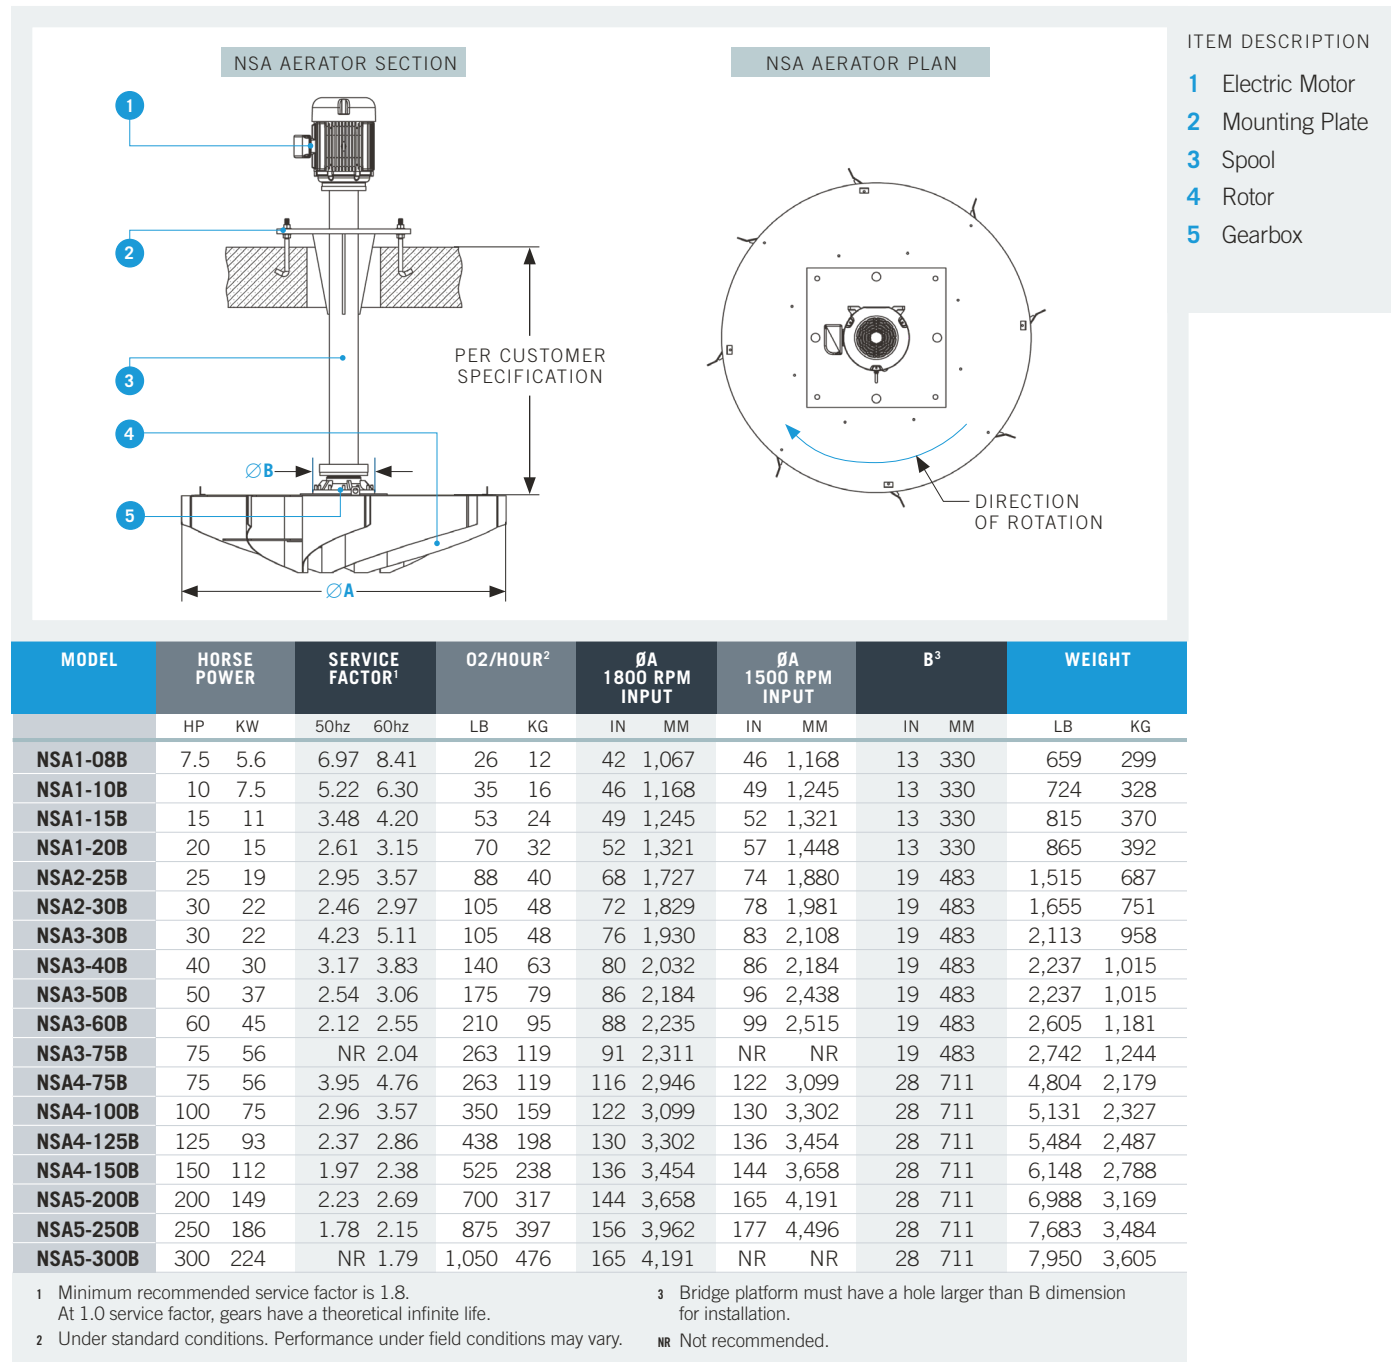 NSA AERATOR SECTION
NSA AERATOR PLAN
ITEM DESCRIPTION
1 Electric Motor
2 Mounting Plate
3 Spool
4 Rotor
5 Gearbox
1
2
3
4
5
PER CUSTOMER
SPECIFICATION
∅B
∅A
DIRECTION
OF ROTATION
MODEL HORSE POWER SERVICE FACTOR1 O2/HOUR2 ØA 1800 RPM INPUT ØA 1500 RPM INPUT B3 WEIGHT
HP KW 50hz 60hz LB KG IN MM IN MM IN MM LB KG
NSA1-08B 7.5 5.6 6.97 8.41 26 12 42 1,067 46 1,168 13 330 659 299
NSA1-10B 10 7.5 5.22 6.30 35 16 46 1,168 49 1,245 13 330 724 328
NSA1-15B 15 11 3.48 4.20 53 24 49 1,245 52 1,321 13 330 815 370
NSA1-20B 20 15 2.61 3.15 70 32 52 1,321 57 1,448 13 330 865 392
NSA2-25B 25 19 2.95 3.57 88 40 68 1,727 74 1,880 19 483 1,515 687
NSA2-30B 30 22 2.46 2.97 105 48 72 1,829 78 1,981 19 483 1,655 751
NSA3-30B 30 22 4.23 5.11 105 48 76 1,930 83 2,108 19 483 2,113 958
NSA3-40B 40 30 3.17 3.83 140 63 80 2,032 86 2,184 19 483 2,237 1,015
NSA3-50B 50 37 2.54 3.06 175 79 86 2,184 96 2,438 19 483 2,237 1,015
NSA3-60B 60 45 2.12 2.55 210 95 88 2,235 99 2,515 19 483 2,605 1,181
NSA3-75B 75 56 NR 2.04 263 119 91 2,311 NR NR 19 483 2,742 1,244
NSA4-75B 75 56 3.95 4.76 263 119 116 2,946 122 3,099 28 711 4,804 2,179
NSA4-100B 100 75 2.96 3.57 350 159 122 3,099 130 3,302 28 711 5,131 2,327
NSA4-125B 125 93 2.37 2.86 438 198 130 3,302 136 3,454 28 711 5,484 2,487
NSA4-150B 150 112 1.97 2.38 525 238 136 3,454 144 3,658 28 711 6,148 2,788
NSA5-200B 200 149 2.23 2.69 700 317 144 3,658 165 4,191 28 711 6,988 3,169
NSA5-250B 250 186 1.78 2.15 875 397 156 3,962 177 4,496 28 711 7,683 3,484
NSA5-300B 300 224 NR 1.79 1,050 476 165 4,191 NR NR 28 711 7,950 3,605
1 Minimum recommended service factor is 1.8.
At 1.0 service factor, gears have a theoretical infinite life.
2 Under standard conditions. Performance under field conditions may vary.
3 Bridge platform must have a hole larger than B dimension
for installation.
NR Not recommended.